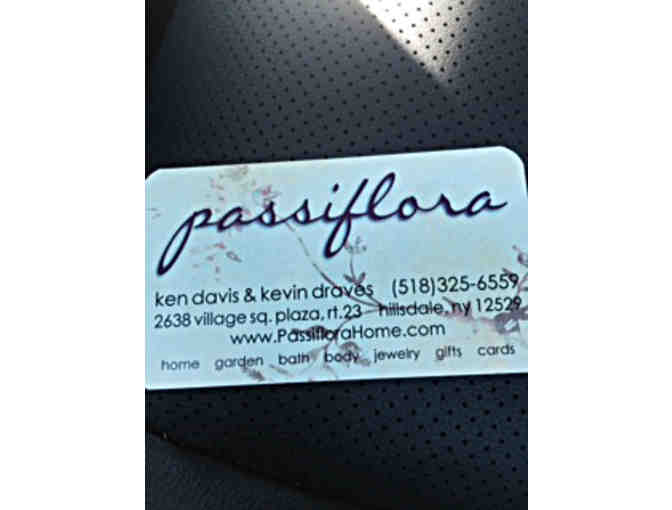 passiflora
ken davis & kevin draves (518)325-6559
2638 village sq. plaza, rt.23 hillsdale, ny 12529
www.PassifloraHome.com
home garden bath body jewelry gifts cards